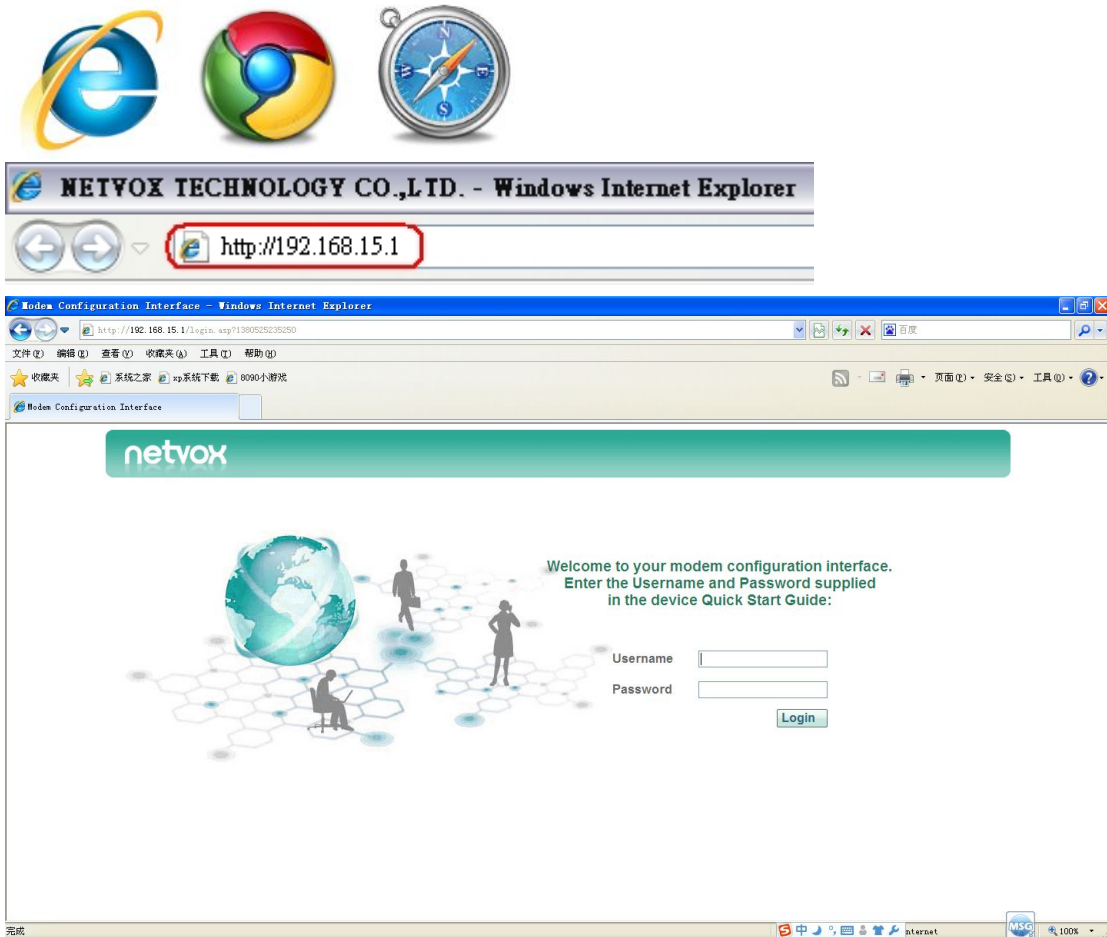 N
W
E
S
NETVOX TECHNOLOGY CO.,LTD. - Windows Internet Explorer
http://192.168.15.1
Modem Configuration Interface - Windows Internet Explorer
http://192.168.15.1/login.asp?1380525235250
百度
文件(F) 编辑(E) 查看(V) 收藏夹(A) 工具(T) 帮助(H)
收藏夹 系统之家 xp系统下载 8090小游戏
页面(P) 安全(S) 工具(O)
Modem Configuration Interface
netvox
Welcome to your modem configuration interface.
Enter the Username and Password supplied
in the device Quick Start Guide:
Username
Password
Login
完成
中
nternet
MSG
100%